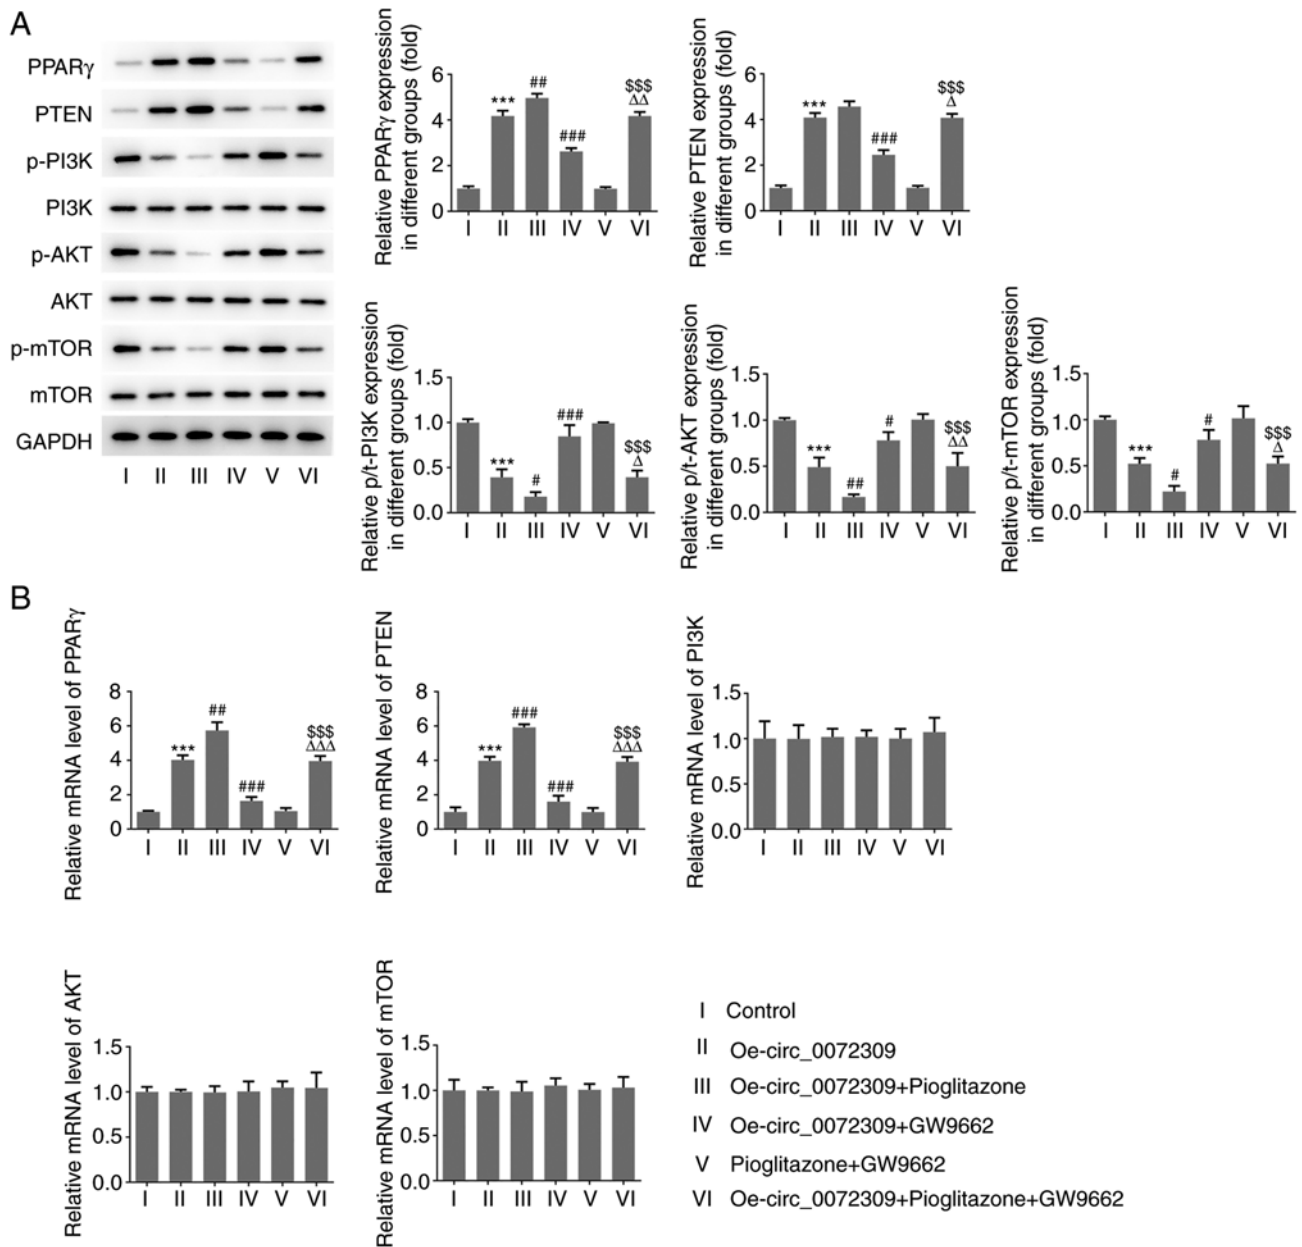 A
PPARγ
PTEN
p-PI3K
PI3K
p-AKT
AKT
p-mTOR
mTOR
GAPDH
I II III IV V VI
Relative PPARγ expression
in different groups (fold)
6
4
2
0
***
##
###
$$$
ΔΔ
I II III IV V VI
Relative PTEN expression
in different groups (fold)
6
4
2
0
***
###
$$$
Δ
I II III IV V VI
Relative p/t-PI3K expression
in different groups (fold)
1.5
1.0
0.5
0.0
***
#
###
$$$
Δ
I II III IV V VI
Relative p/t-AKT expression
in different groups (fold)
1.5
1.0
0.5
0.0
***
##
#
$$$
ΔΔ
I II III IV V VI
Relative p/t-mTOR expression
in different groups (fold)
1.5
1.0
0.5
0.0
***
#
#
$$$
Δ
I II III IV V VI
B
Relative mRNA level of PPARγ
8
6
4
2
0
***
##
###
$$$
ΔΔΔ
I II III IV V VI
Relative mRNA level of PTEN
8
6
4
2
0
***
###
###
$$$
ΔΔΔ
I II III IV V VI
Relative mRNA level of PI3K
1.5
1.0
0.5
0.0
I II III IV V VI
Relative mRNA level of AKT
1.5
1.0
0.5
0.0
I II III IV V VI
Relative mRNA level of mTOR
1.5
1.0
0.5
0.0
I II III IV V VI
I Control
II Oe-circ_0072309
III Oe-circ_0072309+Pioglitazone
IV Oe-circ_0072309+GW9662
V Pioglitazone+GW9662
VI Oe-circ_0072309+Pioglitazone+GW9662